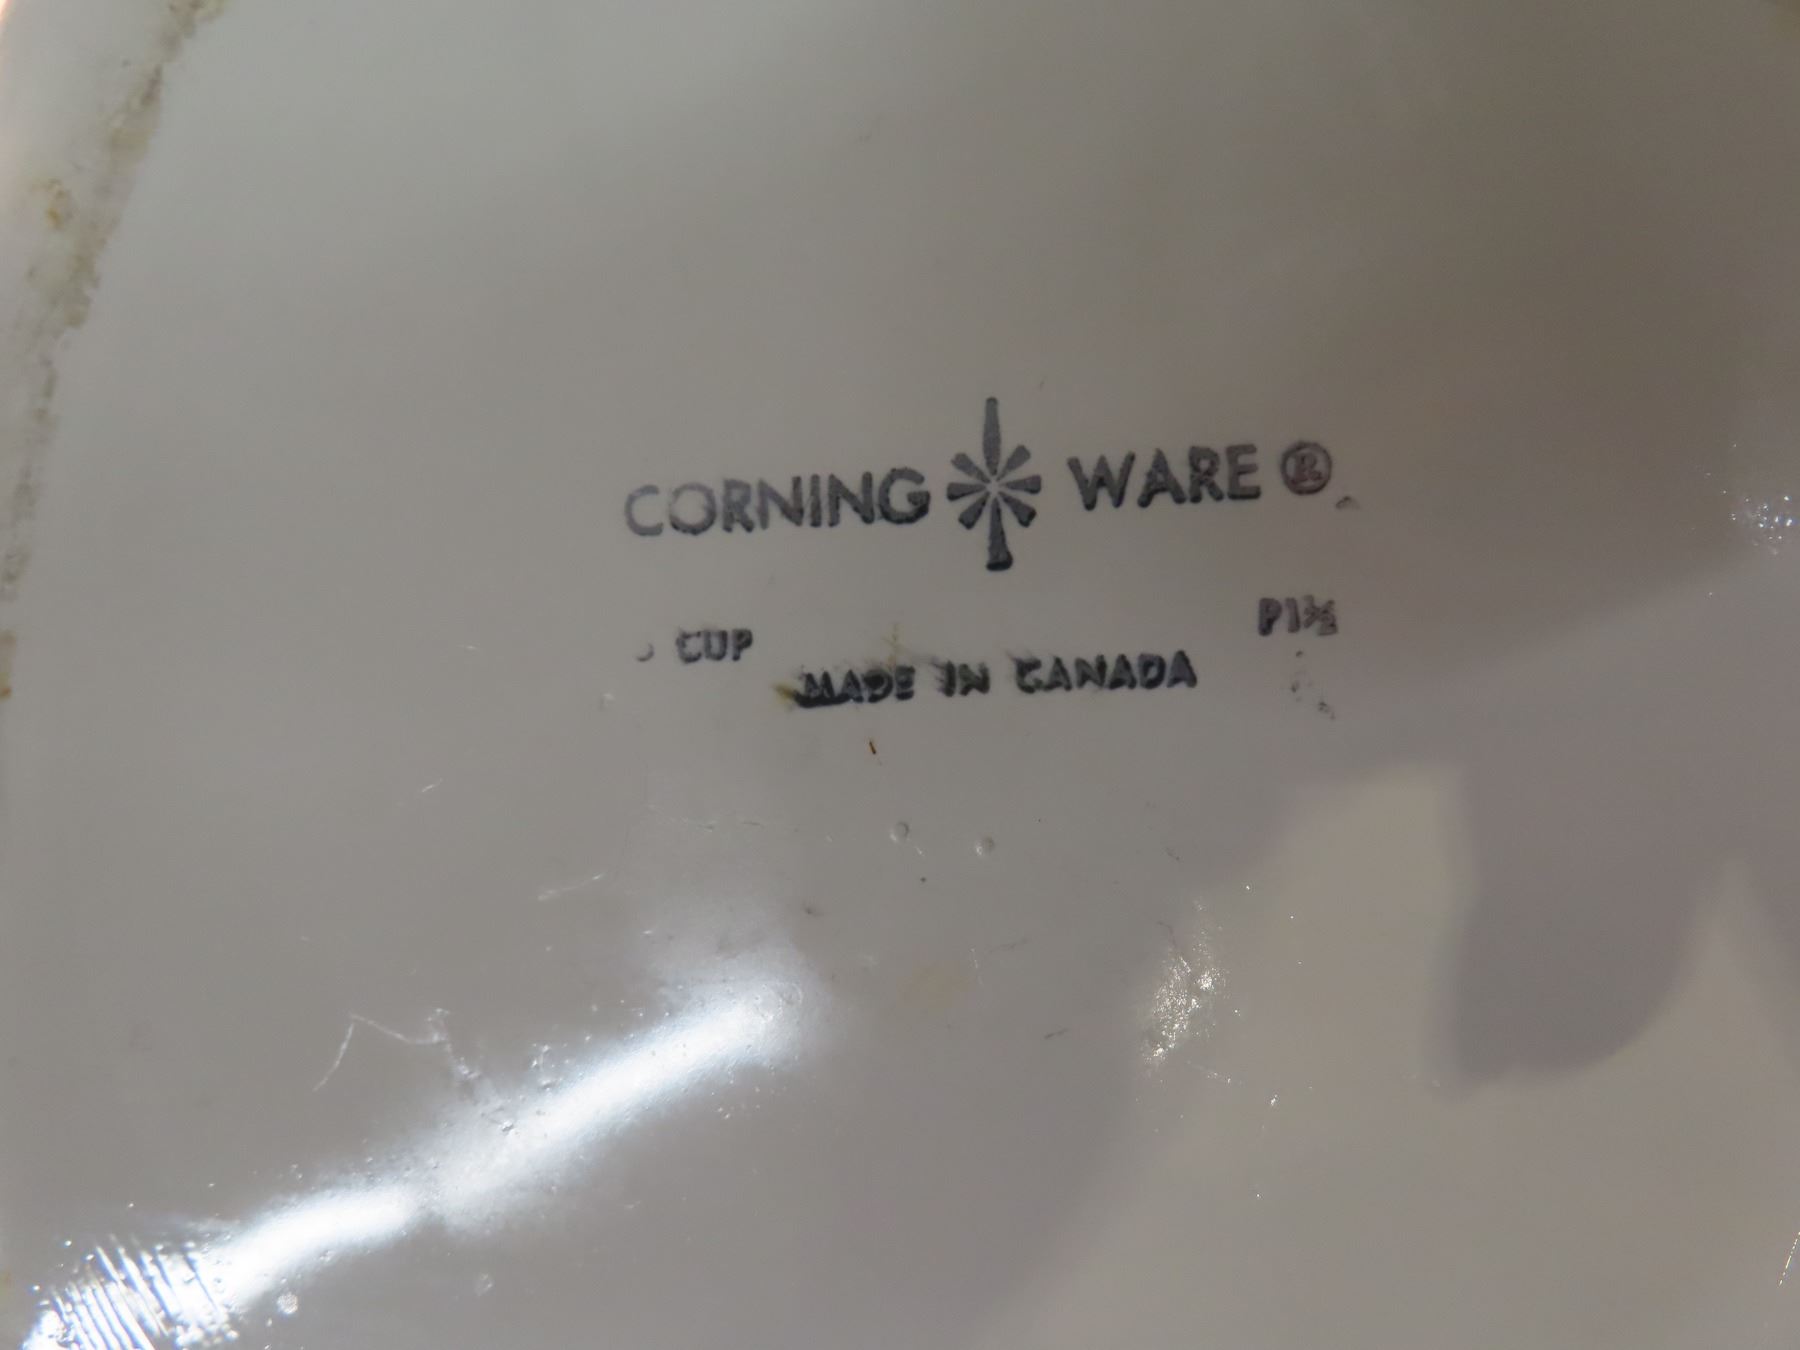 CORNING WARE ®
CUP P1½
MADE IN CANADA